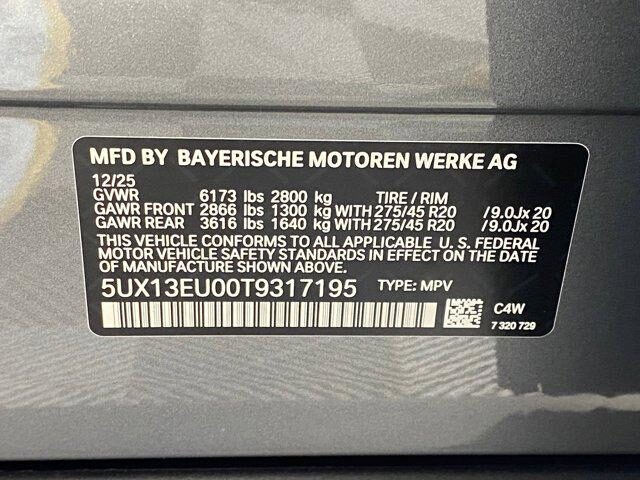 MFD BY BAYERISCHE MOTOREN WERKE AG
12/25
GVWR 6173 lbs 2800 kg TIRE / RIM
GAWR FRONT 2866 lbs 1300 kg WITH 275/45 R20 /9.0Jx 20
GAWR REAR 3616 lbs 1640 kg WITH 275/45 R20 /9.0Jx 20
THIS VEHICLE CONFORMS TO ALL APPLICABLE U. S. FEDERAL
MOTOR VEHICLE SAFETY STANDARDS IN EFFECT ON THE
DATE OF MANUFACTURE SHOWN ABOVE.
5UX13EU00T9317195 TYPE: MPV
C4W
7 320 729